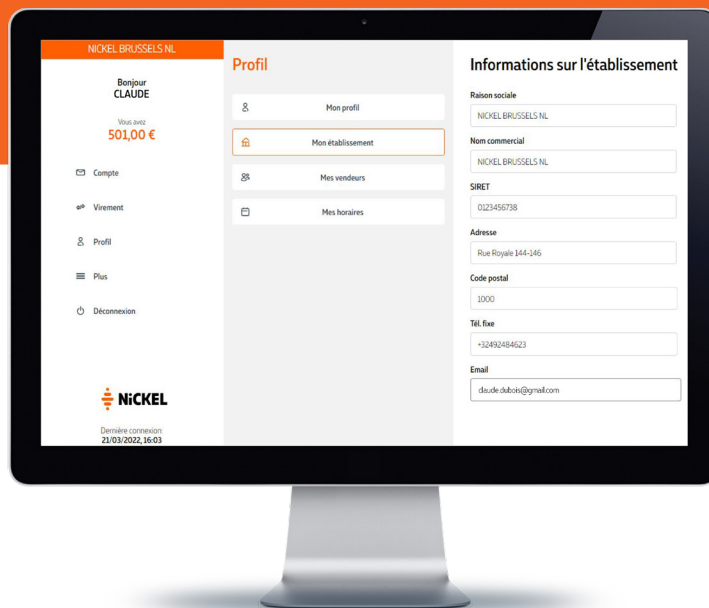 NICKEL BRUSSELS NL
Bonjour
CLAUDE
Vous avez
501,00 €
Compte
Virement
Profil
Plus
Déconnexion
NiCKEL
Dernière connexion:
21/03/2022, 16:03
Profil
Mon profil
Mon établissement
Mes vendeurs
Mes horaires
Informations sur l'établissement
Raison sociale
NICKEL BRUSSELS NL
Nom commercial
NICKEL BRUSSELS NL
SIRET
0123456738
Adresse
Rue Royale 144-146
Code postal
1000
Tél. fixe
+32492484623
Email
claude.dubois@gmail.com